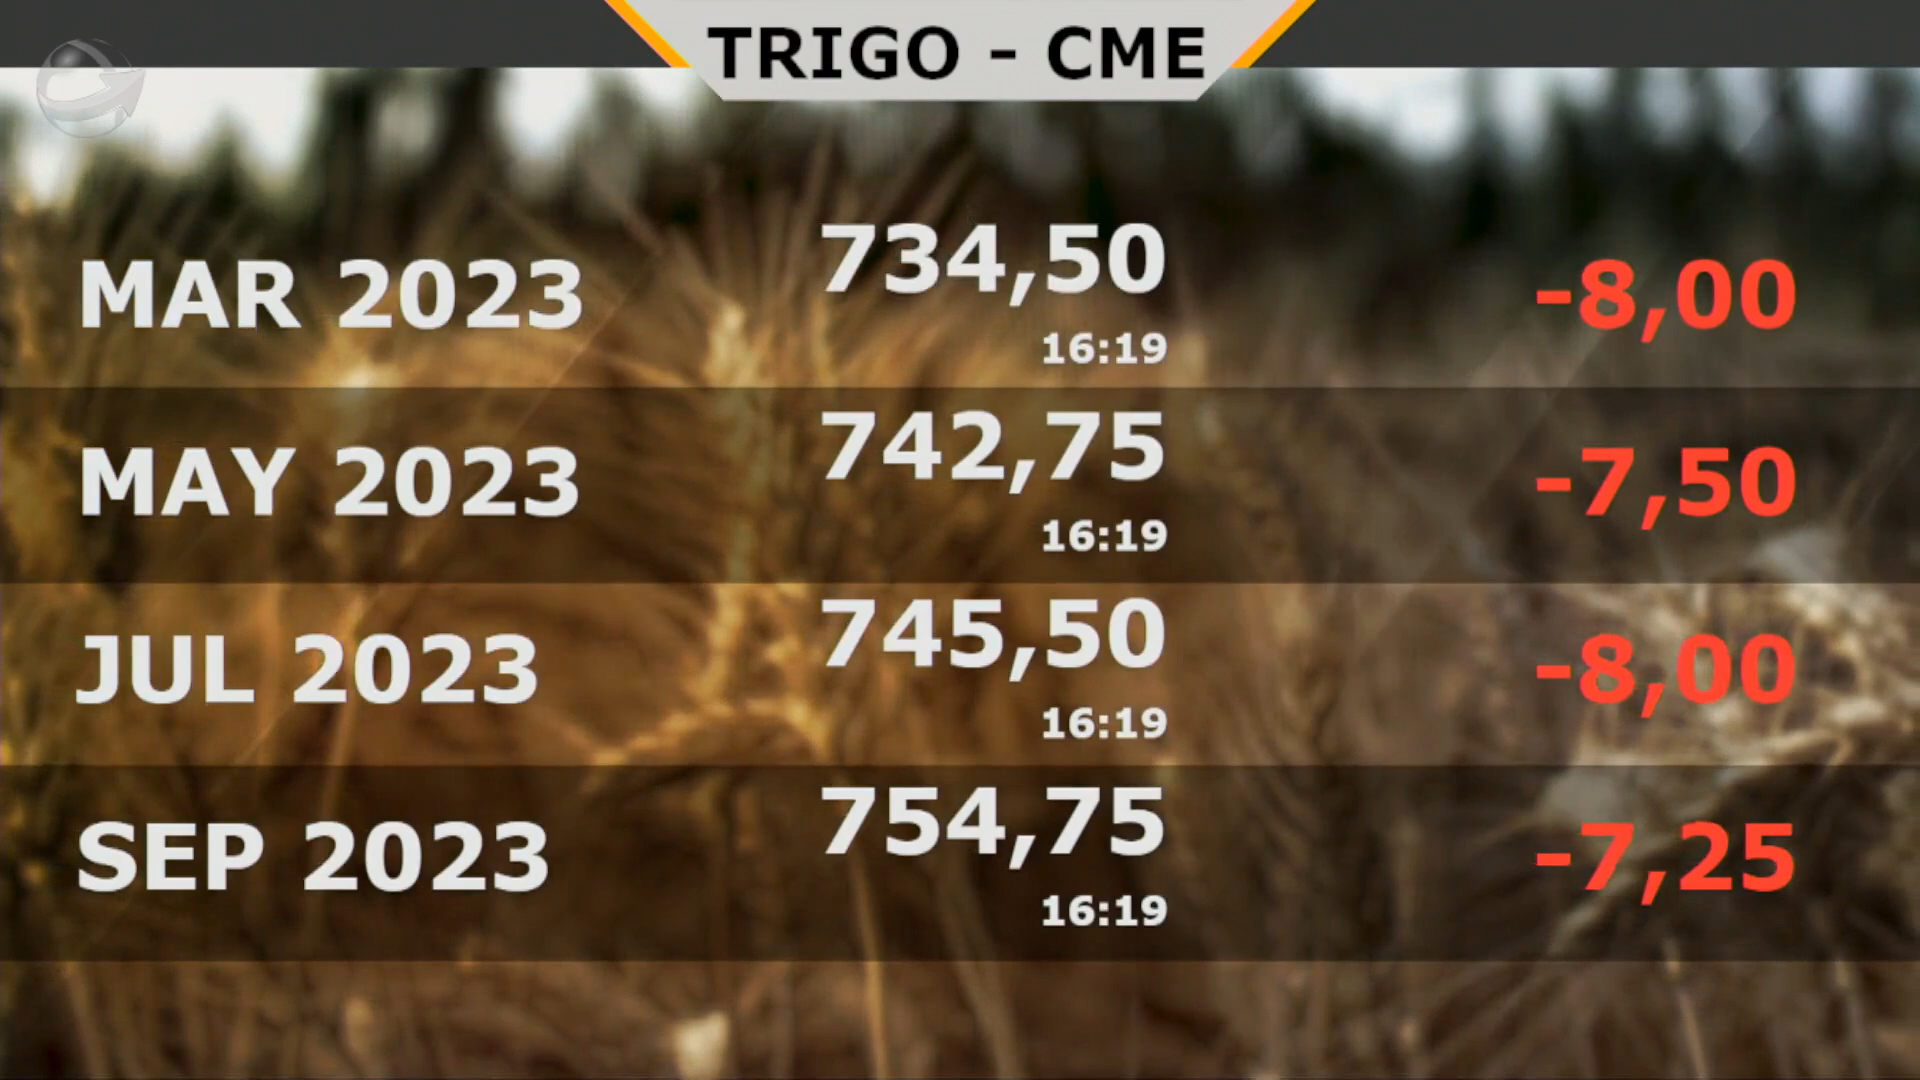 TRIGO - CME
MAR 2023 734,50 -8,00
16:19
MAY 2023 742,75 -7,50
16:19
JUL 2023 745,50 -8,00
16:19
SEP 2023 754,75 -7,25
16:19